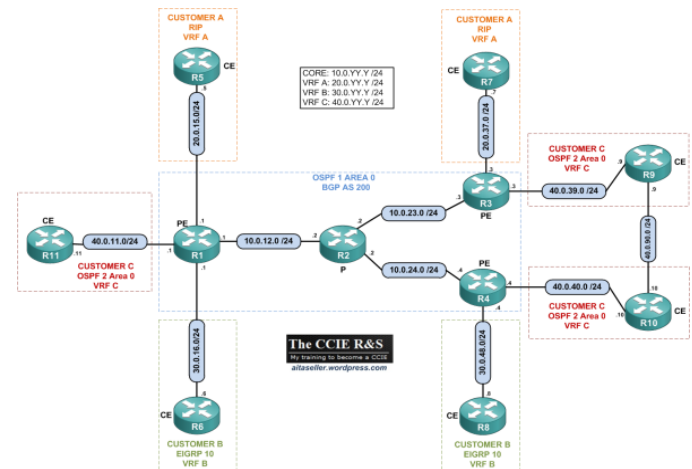 CUSTOMER A
RIP
VRF A
R5
CE
.5
20.0.15.0/24
.1
CUSTOMER A
RIP
VRF A
CE
R7
.7
20.0.37.0 /24
.3
CORE: 10.0.YY.Y /24
VRF A: 20.0.YY.Y /24
VRF B: 30.0.YY.Y /24
VRF C: 40.0.YY.Y /24
OSPF 1 AREA 0
BGP AS 200
CE
R11
.11
40.0.11.0/24
.1
CUSTOMER C
OSPF 2 Area 0
VRF C
PE
R1
.1
10.0.12.0 /24
.2
R2
P
.2
10.0.23.0 /24
.3
.2
10.0.24.0 /24
.4
R3
PE
.3
40.0.39.0 /24
.9
CUSTOMER C
OSPF 2 Area 0
VRF C
R9
CE
.9
40.0.90.0 /24
.10
PE
R4
.4
40.0.40.0 /24
.10
R10
CE
CUSTOMER C
OSPF 2 Area 0
VRF C
.1
30.0.16.0/24
.6
CE
R6
CUSTOMER B
EIGRP 10
VRF B
.4
30.0.48.0/24
.8
CE
R8
CUSTOMER B
EIGRP 10
VRF B
The CCIE R&S
My training to become a CCIE
aitaseller.wordpress.com